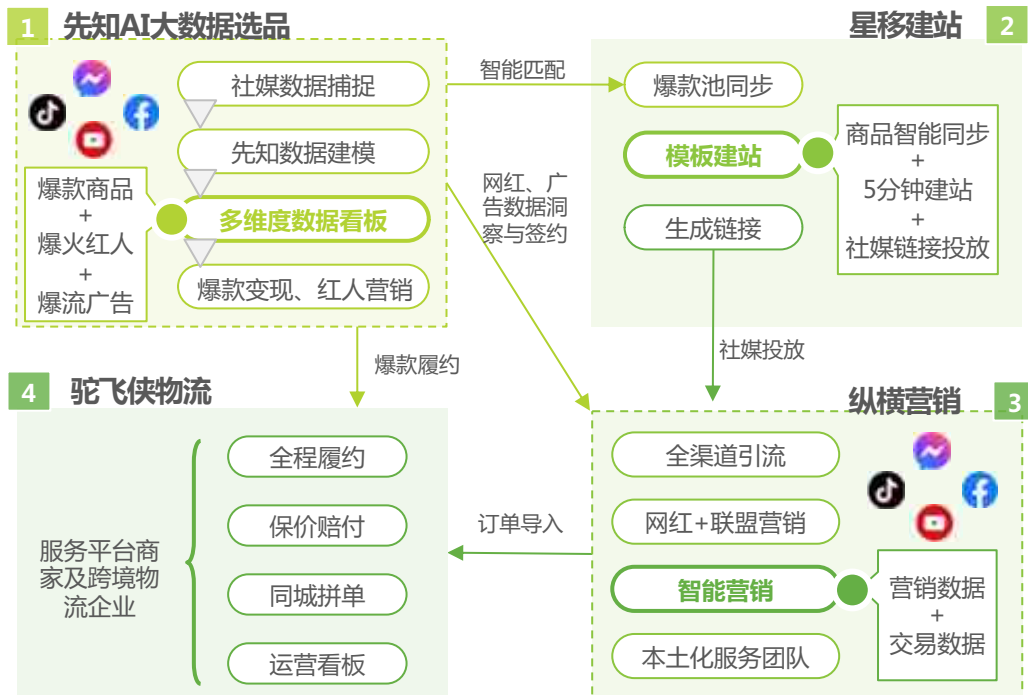 1
先知AI大数据选品
社媒数据捕捉
先知数据建模
多维度数据看板
爆款变现、红人营销
爆款商品
+
爆火红人
+
爆流广告
智能匹配
网红、广
告数据洞
察与签约
爆款履约
星移建站
2
爆款池同步
模板建站
生成链接
商品智能同步
+
5分钟建站
+
社媒链接投放
社媒投放
纵横营销
3
全渠道引流
网红+联盟营销
智能营销
本土化服务团队
营销数据
+
交易数据
订单导入
4
驼飞侠物流
服务平台商
家及跨境物
流企业
全程履约
保价赔付
同城拼单
运营看板